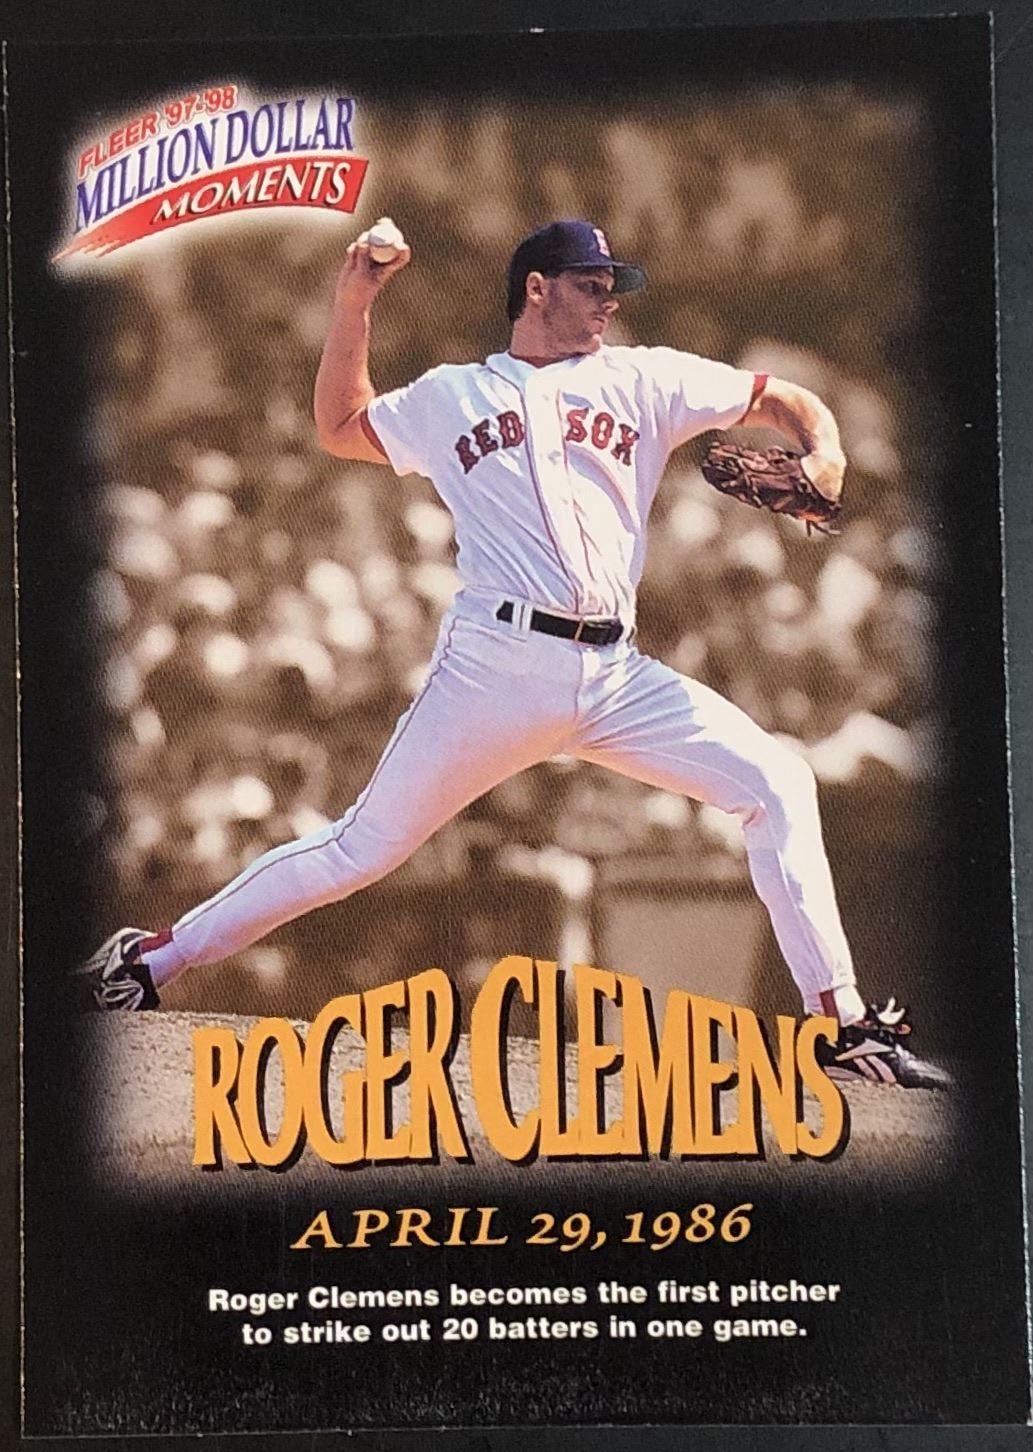 FLEER '97-'98
MILLION DOLLAR
MOMENTS
RED SOX
ROGER CLEMENS
APRIL 29, 1986
Roger Clemens becomes the first pitcher
to strike out 20 batters in one game.